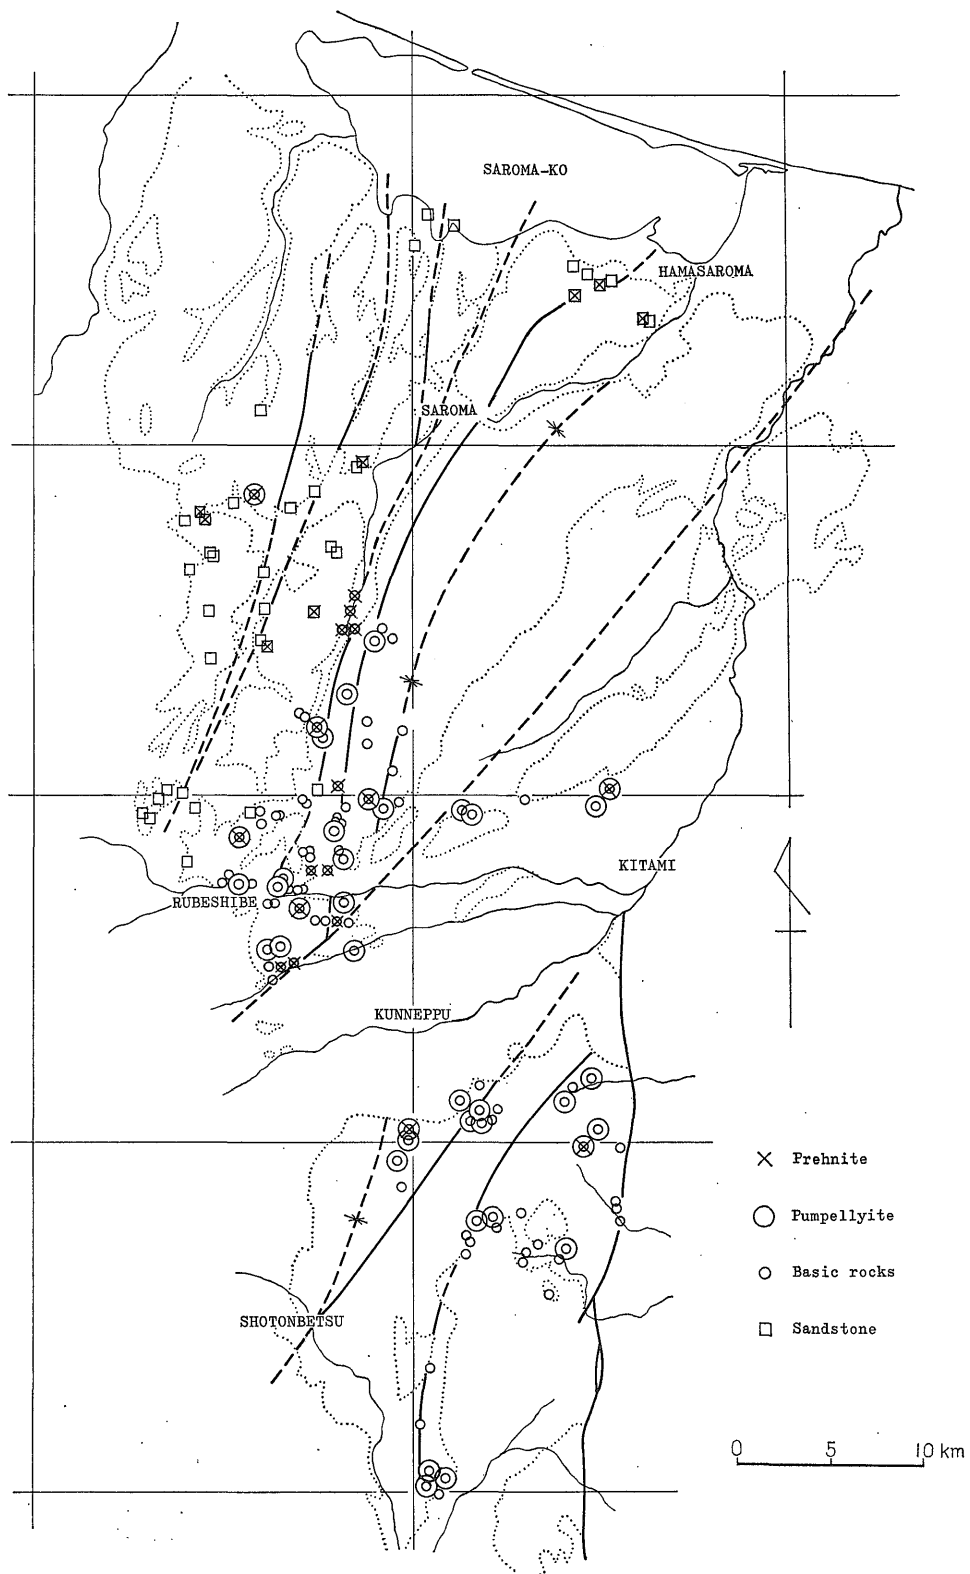 SAROMA-KO
HAMASAROMA
SAROMA
KITAMI
RUBESHIBE
KUNNEPPU
Prehnite
Pumpellyite
Basic rocks
Sandstone
SHOTONBETSU
0 5 10 km